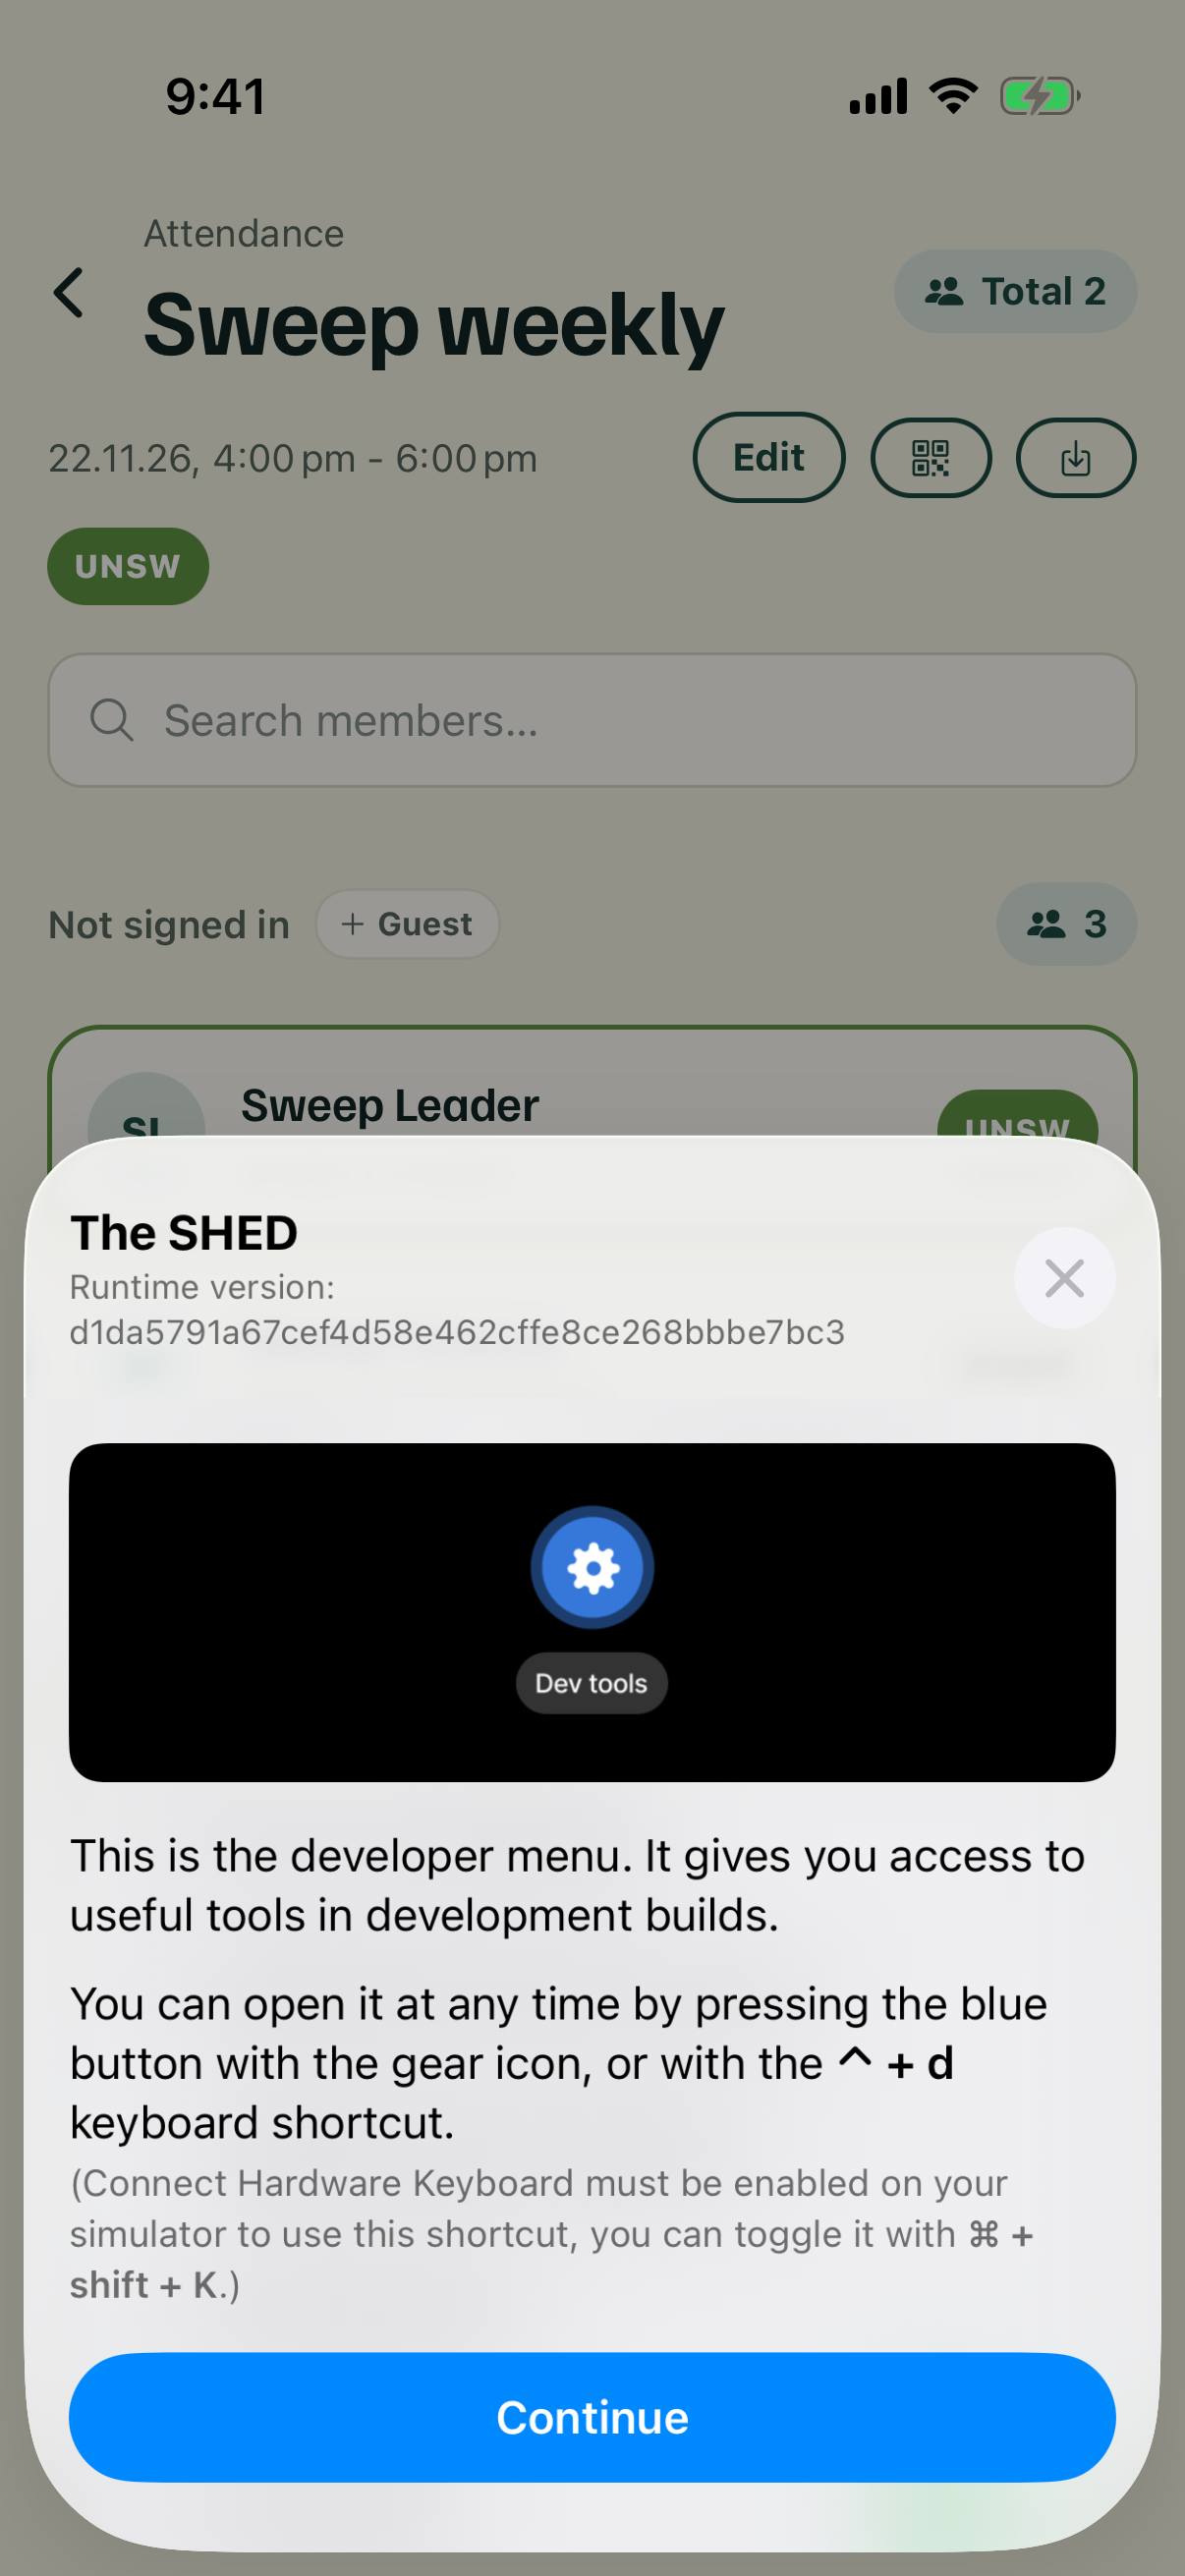 9:41
Attendance
Sweep weekly
Total 2
22.11.26, 4:00 pm - 6:00 pm
Edit
UNSW
Search members...
Not signed in
+ Guest
3
SL
Sweep Leader
UNSW
The SHED
Runtime version:
d1da5791a67cef4d58e462cffe8ce268bbbe7bc3
Dev tools
This is the developer menu. It gives you access to
useful tools in development builds.
You can open it at any time by pressing the blue
button with the gear icon, or with the ⌃ + d
keyboard shortcut.
(Connect Hardware Keyboard must be enabled on your
simulator to use this shortcut, you can toggle it with ⌘ +
shift + K.)
Continue